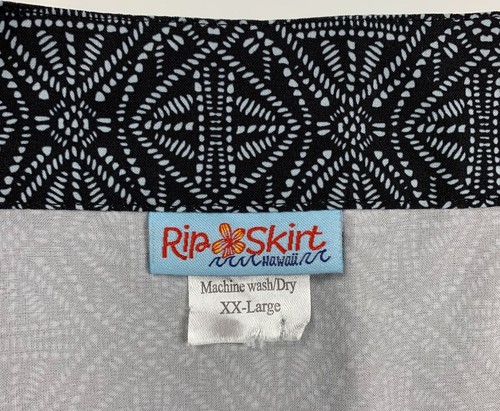 Rip Skirt
Hawaii
Machine wash/Dry
XX-Large